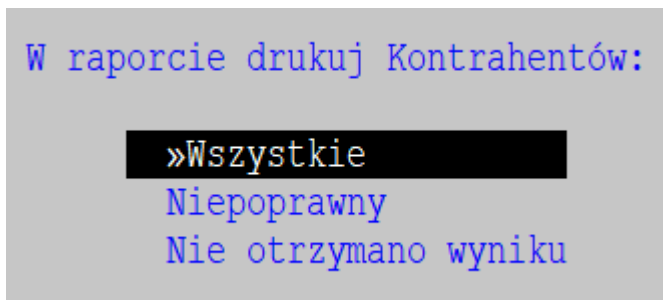 W raporcie drukuj Kontrahentów:
»Wszystkie
Niepoprawny
Nie otrzymano wyniku